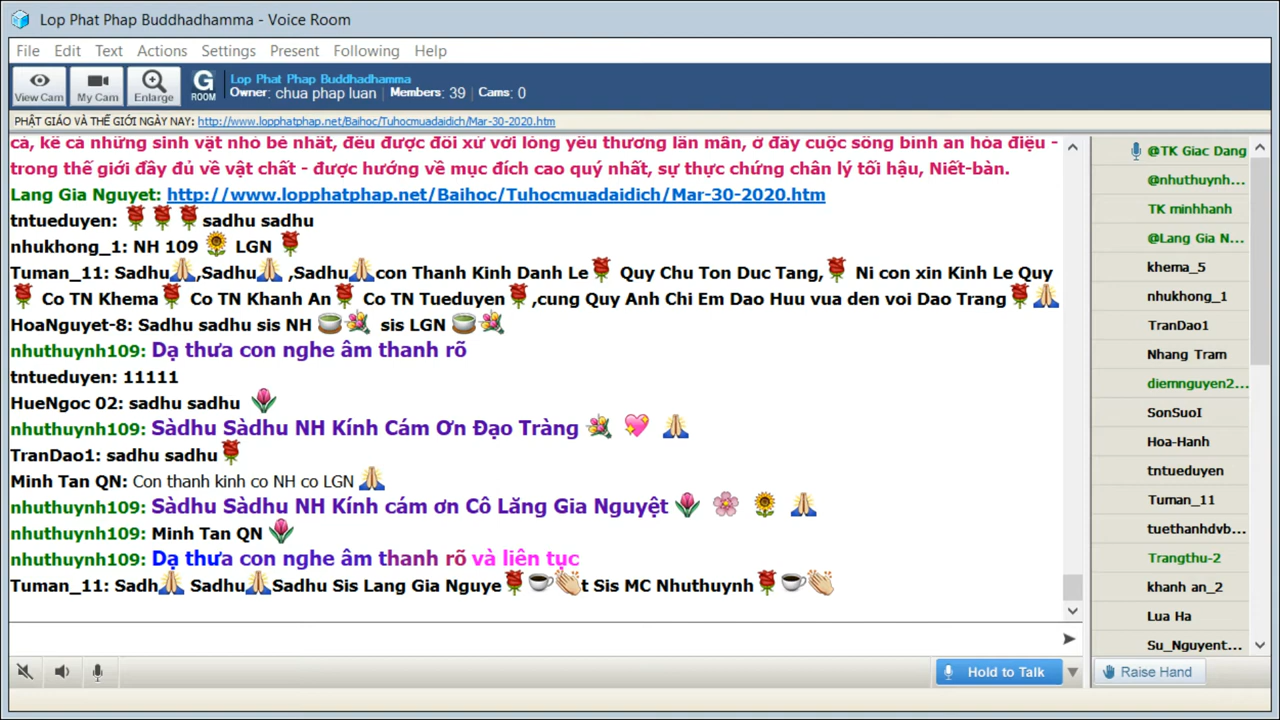 Lop Phat Phap Buddhadhamma - Voice Room
File Edit Text Actions Settings Present Following Help
View Cam My Cam Enlarge G ROOM
Lop Phat Phap Buddhadhamma
Owner: chua phap luan | Members: 39 | Cams: 0
PHẬT GIÁO VÀ THẾ GIỚI NGÀY NAY: http://www.lopphatphap.net/Baihoc/Tuhocmuadaidich/Mar-30-2020.htm
cả, kể cả những sinh vật nhỏ bé nhất, đều được đối xử với lòng yêu thương lân mẫn, ở đây cuộc sống bình an hòa điệu -
trong thế giới đầy đủ về vật chất - được hướng về mục đích cao quý nhất, sự thực chứng chân lý tối hậu, Niết-bàn.
Lang Gia Nguyet: http://www.lopphatphap.net/Baihoc/Tuhocmuadaidich/Mar-30-2020.htm
tntueduyen: 🌹🌹🌹sadhu sadhu
nhukhong_1: NH 109 🌻 LGN 🌹
Tuman_11: Sadhu🙏,Sadhu🙏 ,Sadhu🙏con Thanh Kinh Danh Le🌹 Quy Chu Ton Duc Tang,🌹 Ni con xin Kinh Le Quy
🌹 Co TN Khema🌹 Co TN Khanh An🌹 Co TN Tueduyen🌹,cung Quy Anh Chi Em Dao Huu vua den voi Dao Trang🌹🙏
HoaNguyet-8: Sadhu sadhu sis NH 🍵💐 sis LGN 🍵💐
nhuthuynh109: Dạ thưa con nghe âm thanh rõ
tntueduyen: 11111
HueNgoc 02: sadhu sadhu 🌷
nhuthuynh109: Sàdhu Sàdhu NH Kính Cám Ơn Đạo Tràng 💐 💖 🙏
TranDao1: sadhu sadhu🌹
Minh Tan QN: Con thanh kinh co NH co LGN 🙏
nhuthuynh109: Sàdhu Sàdhu NH Kính cám ơn Cô Lăng Gia Nguyệt 🌷 🌸 🌻 🙏
nhuthuynh109: Minh Tan QN 🌷
nhuthuynh109: Dạ thưa con nghe âm thanh rõ và liên tục
Tuman_11: Sadh🙏 Sadhu🙏Sadhu Sis Lang Gia Nguye🌹☕👏t Sis MC Nhuthuynh🌹☕👏
Hold to Talk
@TK Giac Dang
@nhuthuynh...
TK minhhanh
@Lang Gia N...
khema_5
nhukhong_1
TranDao1
Nhang Tram
diemnguyen2...
SonSuoI
Hoa-Hanh
tntueduyen
Tuman_11
tuethanhdvb...
Trangthu-2
khanh an_2
Lua Ha
Su_Nguyent...
Raise Hand